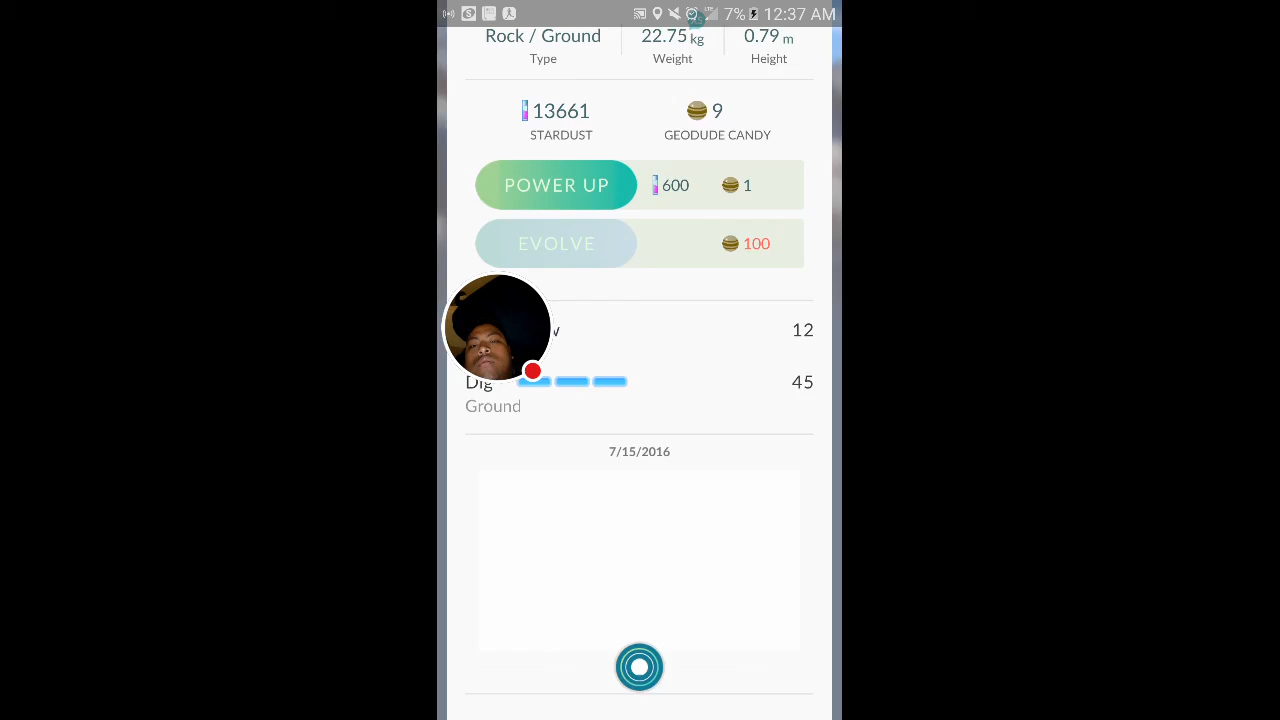 7% 12:37 AM
Rock / Ground 22.75 kg 0.79 m
Type Weight Height
13661 9
STARDUST GEODUDE CANDY
POWER UP 600 1
EVOLVE 100
12
Dig 45
Ground
7/15/2016